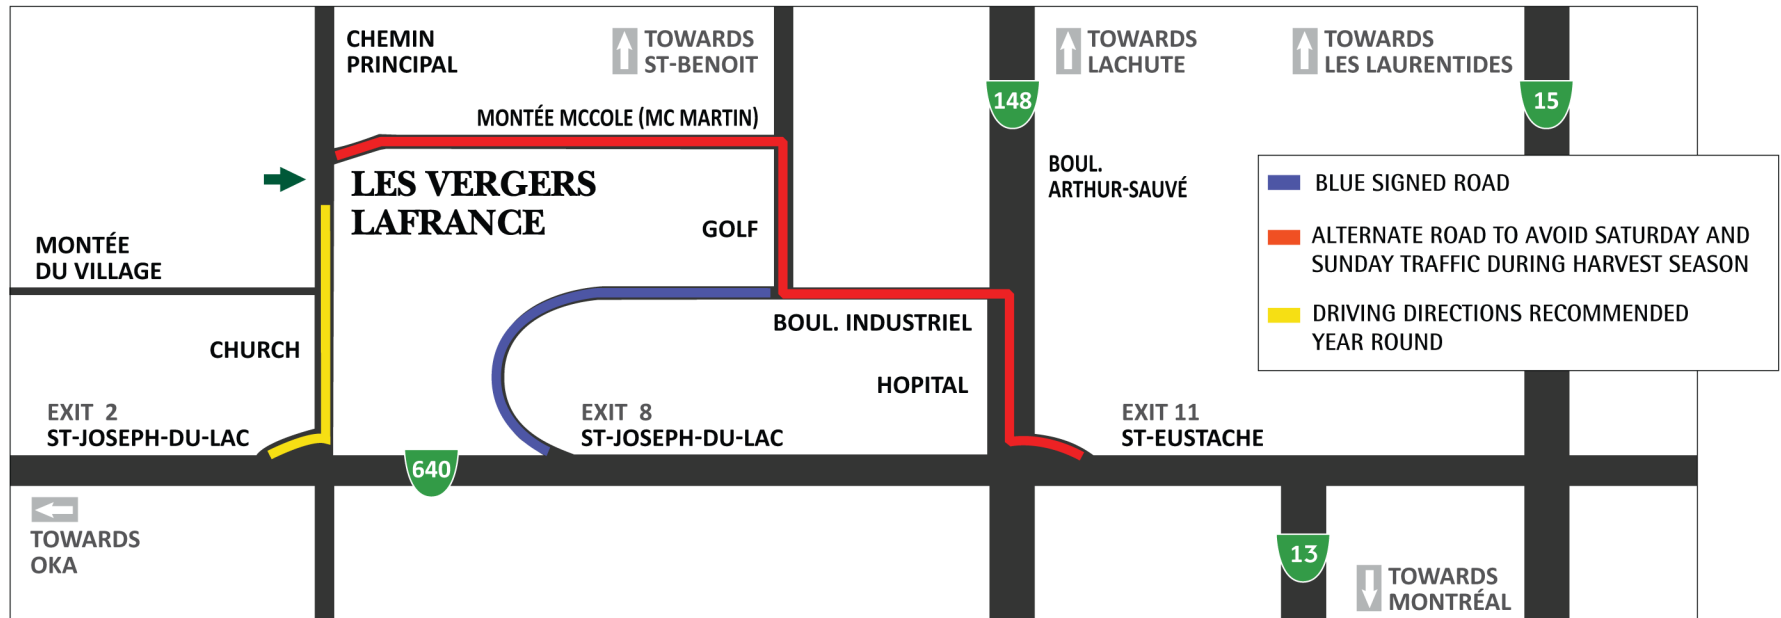 CHEMIN
PRINCIPAL
TOWARDS
ST-BENOIT
TOWARDS
LACHUTE
TOWARDS
LES LAURENTIDES
148
15
MONTÉE MCCOLE (MC MARTIN)
LES VERGERS
LAFRANCE
BOUL.
ARTHUR-SAUVÉ
BLUE SIGNED ROAD
ALTERNATE ROAD TO AVOID SATURDAY AND
SUNDAY TRAFFIC DURING HARVEST SEASON
DRIVING DIRECTIONS RECOMMENDED
YEAR ROUND
GOLF
MONTÉE
DU VILLAGE
BOUL. INDUSTRIEL
CHURCH
HOPITAL
EXIT 2
ST-JOSEPH-DU-LAC
EXIT 8
ST-JOSEPH-DU-LAC
EXIT 11
ST-EUSTACHE
640
TOWARDS
OKA
13
TOWARDS
MONTRÉAL